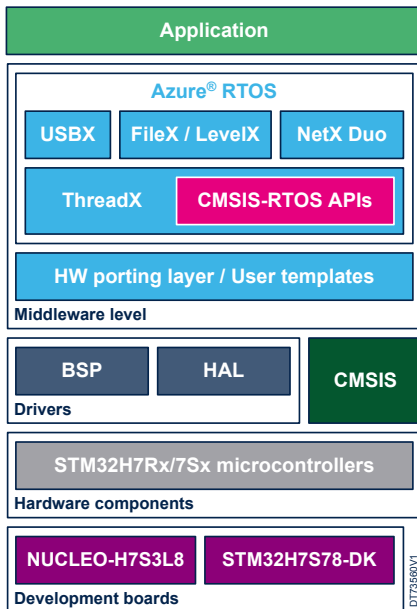 Application
Azure® RTOS
USBX
FileX / LevelX
NetX Duo
ThreadX
CMSIS-RTOS APIs
HW porting layer / User templates
Middleware level
BSP
HAL
CMSIS
Drivers
STM32H7Rx/7Sx microcontrollers
Hardware components
NUCLEO-H7S3L8
STM32H7S78-DK
Development boards
DT73560V1